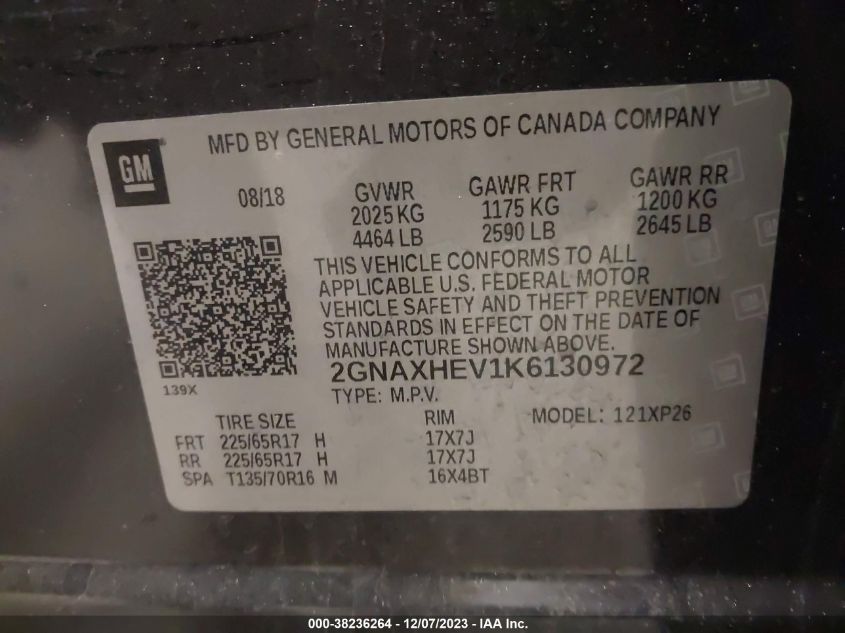 MFD BY GENERAL MOTORS OF CANADA COMPANY
GM
08/18
GVWR GAWR FRT GAWR RR
2025 KG 1175 KG 1200 KG
4464 LB 2590 LB 2645 LB
THIS VEHICLE CONFORMS TO ALL
APPLICABLE U.S. FEDERAL MOTOR
VEHICLE SAFETY AND THEFT PREVENTION
STANDARDS IN EFFECT ON THE DATE OF
MANUFACTURE SHOWN ABOVE.
2GNAXHEV1K6130972
139X
TYPE: M.P.V.
TIRE SIZE RIM MODEL: 121XP26
FRT 225/65R17 H 17X7J
RR 225/65R17 H 17X7J
SPA T135/70R16 M 16X4BT
000-38236264 - 12/07/2023 - IAA Inc.